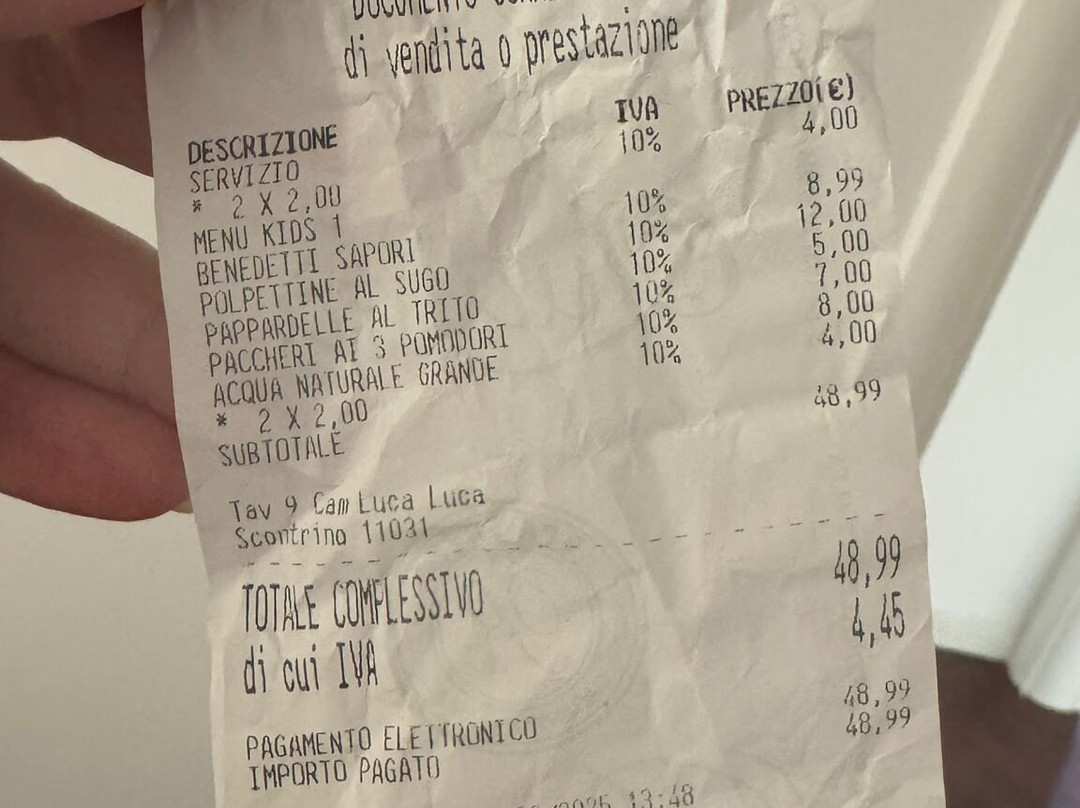 DOCUMENTO
di vendita o prestazione
DESCRIZIONE IVA PREZZO(€)
SERVIZIO 10% 4,00
* 2 X 2,00
MENU KIDS 1 10% 8,99
BENEDETTI SAPORI 10% 12,00
POLPETTINE AL SUGO 10% 5,00
PAPPARDELLE AL TRITO 10% 7,00
PACCHERI AI 3 POMODORI 10% 8,00
ACQUA NATURALE GRANDE 10% 4,00
* 2 X 2,00
SUBTOTALE 48,99
Tav 9 Cam Luca Luca
Scontrino 11031
TOTALE COMPLESSIVO 48,99
di cui IVA 4,45
PAGAMENTO ELETTRONICO 48,99
IMPORTO PAGATO 48,99
13:48